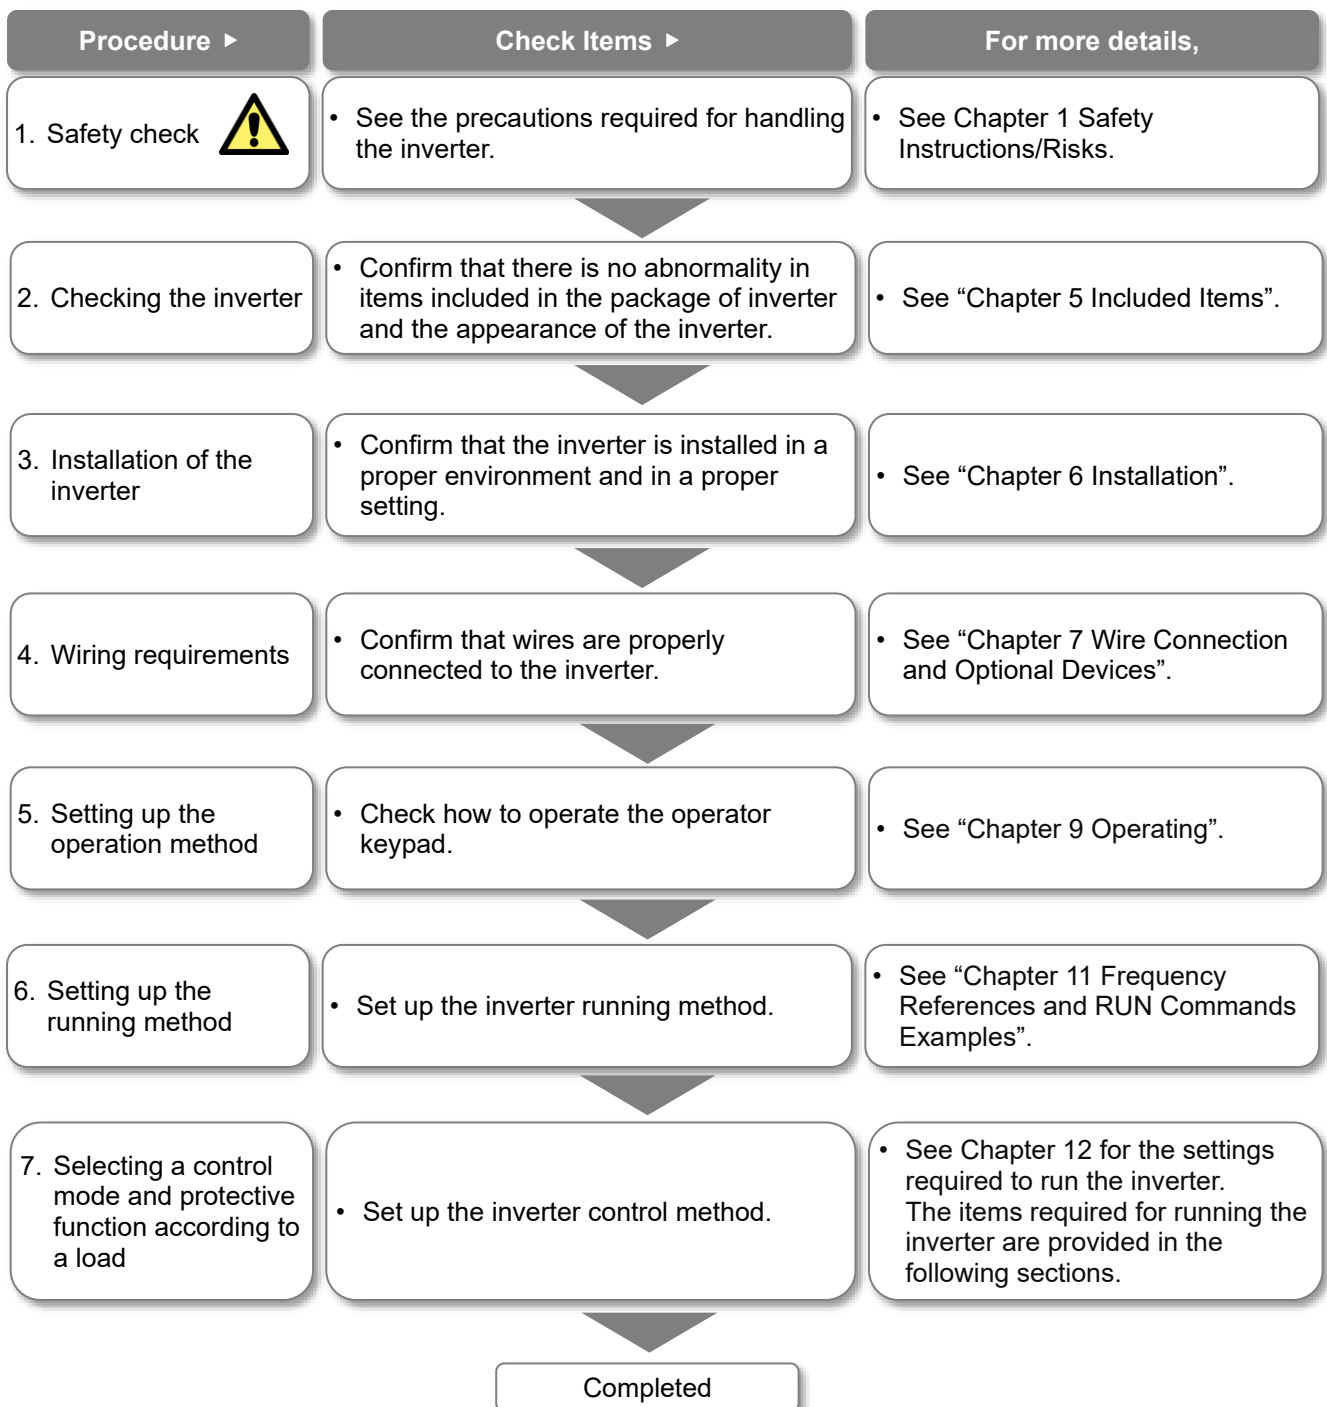 Procedure ▶
Check Items ▶
For more details,
1. Safety check
• See the precautions required for handling
the inverter.
• See Chapter 1 Safety
Instructions/Risks.
2. Checking the inverter
• Confirm that there is no abnormality in
items included in the package of inverter
and the appearance of the inverter.
• See “Chapter 5 Included Items”.
3. Installation of the
inverter
• Confirm that the inverter is installed in a
proper environment and in a proper
setting.
• See “Chapter 6 Installation”.
4. Wiring requirements
• Confirm that wires are properly
connected to the inverter.
• See “Chapter 7 Wire Connection
and Optional Devices”.
5. Setting up the
operation method
• Check how to operate the operator
keypad.
• See “Chapter 9 Operating”.
6. Setting up the
running method
• Set up the inverter running method.
• See “Chapter 11 Frequency
References and RUN Commands
Examples”.
7. Selecting a control
mode and protective
function according to
a load
• Set up the inverter control method.
• See Chapter 12 for the settings
required to run the inverter.
The items required for running the
inverter are provided in the
following sections.
Completed